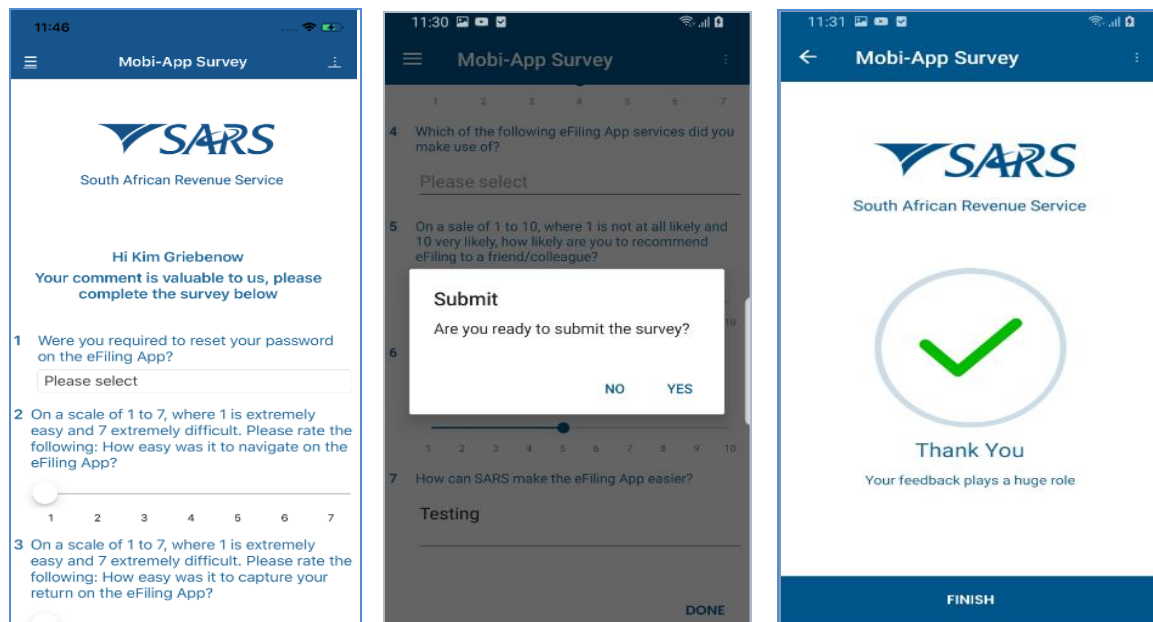 11:46
Mobi-App Survey
SARS
South African Revenue Service
Hi Kim Griebenow
Your comment is valuable to us, please
complete the survey below
1 Were you required to reset your password
on the eFiling App?
Please select
2 On a scale of 1 to 7, where 1 is extremely
easy and 7 extremely difficult. Please rate the
following: How easy was it to navigate on the
eFiling App?
1 2 3 4 5 6 7
3 On a scale of 1 to 7, where 1 is extremely
easy and 7 extremely difficult. Please rate the
following: How easy was it to capture your
return on the eFiling App?
11:30
Mobi-App Survey
1 2 3 4 5 6 7
4 Which of the following eFiling App services did you
make use of?
Please select
5 On a sale of 1 to 10, where 1 is not at all likely and
10 very likely, how likely are you to recommend
eFiling to a friend/colleague?
10
Submit
Are you ready to submit the survey?
NO YES
6
1 2 3 4 5 6 7 8 9 10
7 How can SARS make the eFiling App easier?
Testing
DONE
11:31
Mobi-App Survey
SARS
South African Revenue Service
Thank You
Your feedback plays a huge role
FINISH